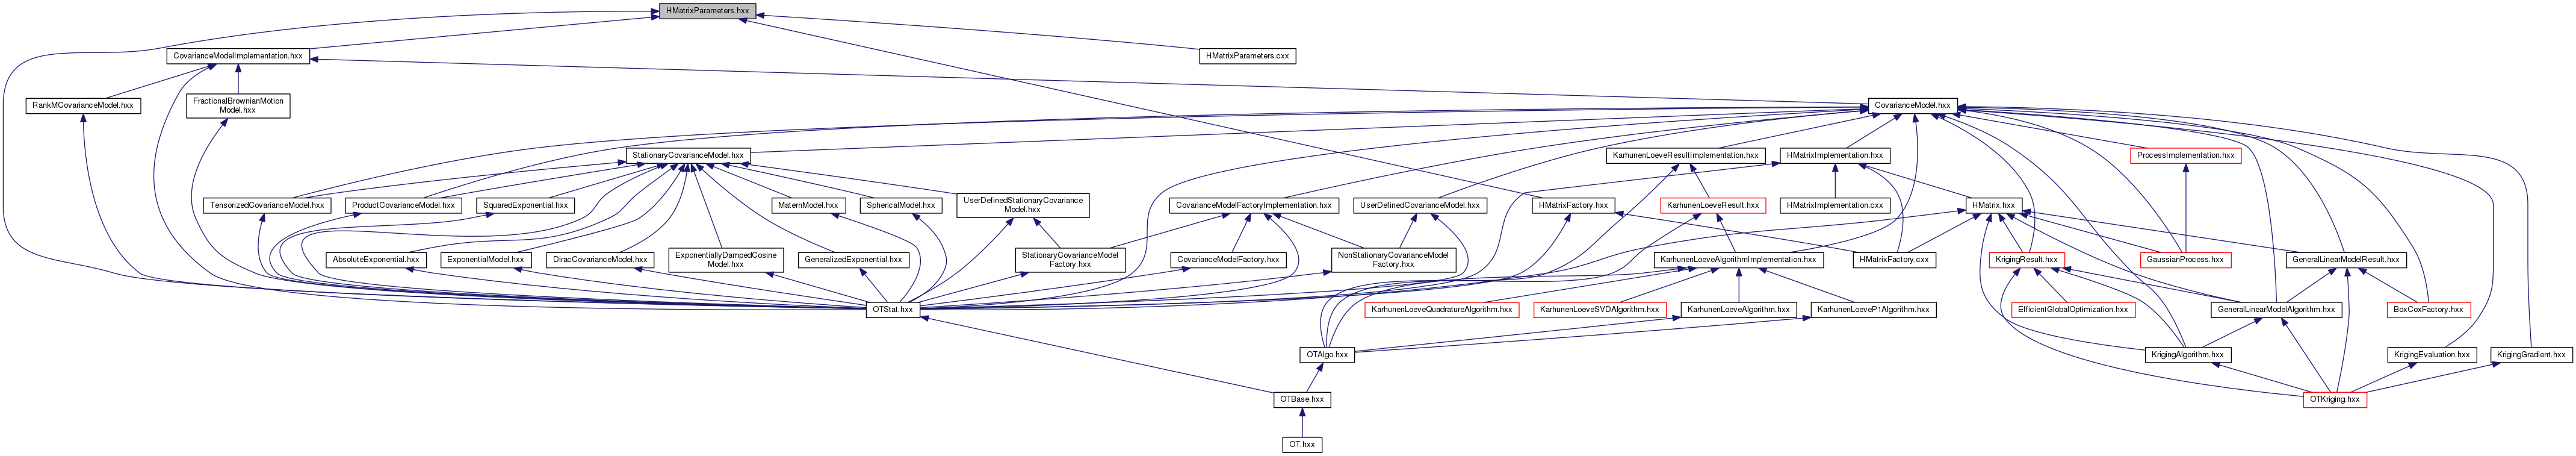 HMatrixParameters.hxx
CovarianceModelImplementation.hxx
HMatrixParameters.cxx
RankMCovarianceModel.hxx
FractionalBrownianMotion
Model.hxx
CovarianceModel.hxx
StationaryCovarianceModel.hxx
KarhunenLoeveResultImplementation.hxx
HMatrixImplementation.hxx
ProcessImplementation.hxx
TensorizedCovarianceModel.hxx
ProductCovarianceModel.hxx
SquaredExponential.hxx
MaternModel.hxx
SphericalModel.hxx
UserDefinedStationaryCovariance
Model.hxx
CovarianceModelFactoryImplementation.hxx
UserDefinedCovarianceModel.hxx
HMatrixFactory.hxx
KarhunenLoeveResult.hxx
HMatrixImplementation.cxx
HMatrix.hxx
AbsoluteExponential.hxx
ExponentialModel.hxx
DiracCovarianceModel.hxx
ExponentiallyDampedCosine
Model.hxx
GeneralizedExponential.hxx
StationaryCovarianceModel
Factory.hxx
CovarianceModelFactory.hxx
NonStationaryCovarianceModel
Factory.hxx
KarhunenLoeveAlgorithmImplementation.hxx
HMatrixFactory.cxx
KrigingResult.hxx
GaussianProcess.hxx
GeneralLinearModelResult.hxx
OTStat.hxx
KarhunenLoeveQuadratureAlgorithm.hxx
KarhunenLoeveSVDAlgorithm.hxx
KarhunenLoeveAlgorithm.hxx
KarhunenLoeveP1Algorithm.hxx
EfficientGlobalOptimization.hxx
GeneralLinearModelAlgorithm.hxx
BoxCoxFactory.hxx
OTAlgo.hxx
KrigingAlgorithm.hxx
KrigingEvaluation.hxx
KrigingGradient.hxx
OTBase.hxx
OTKriging.hxx
OT.hxx